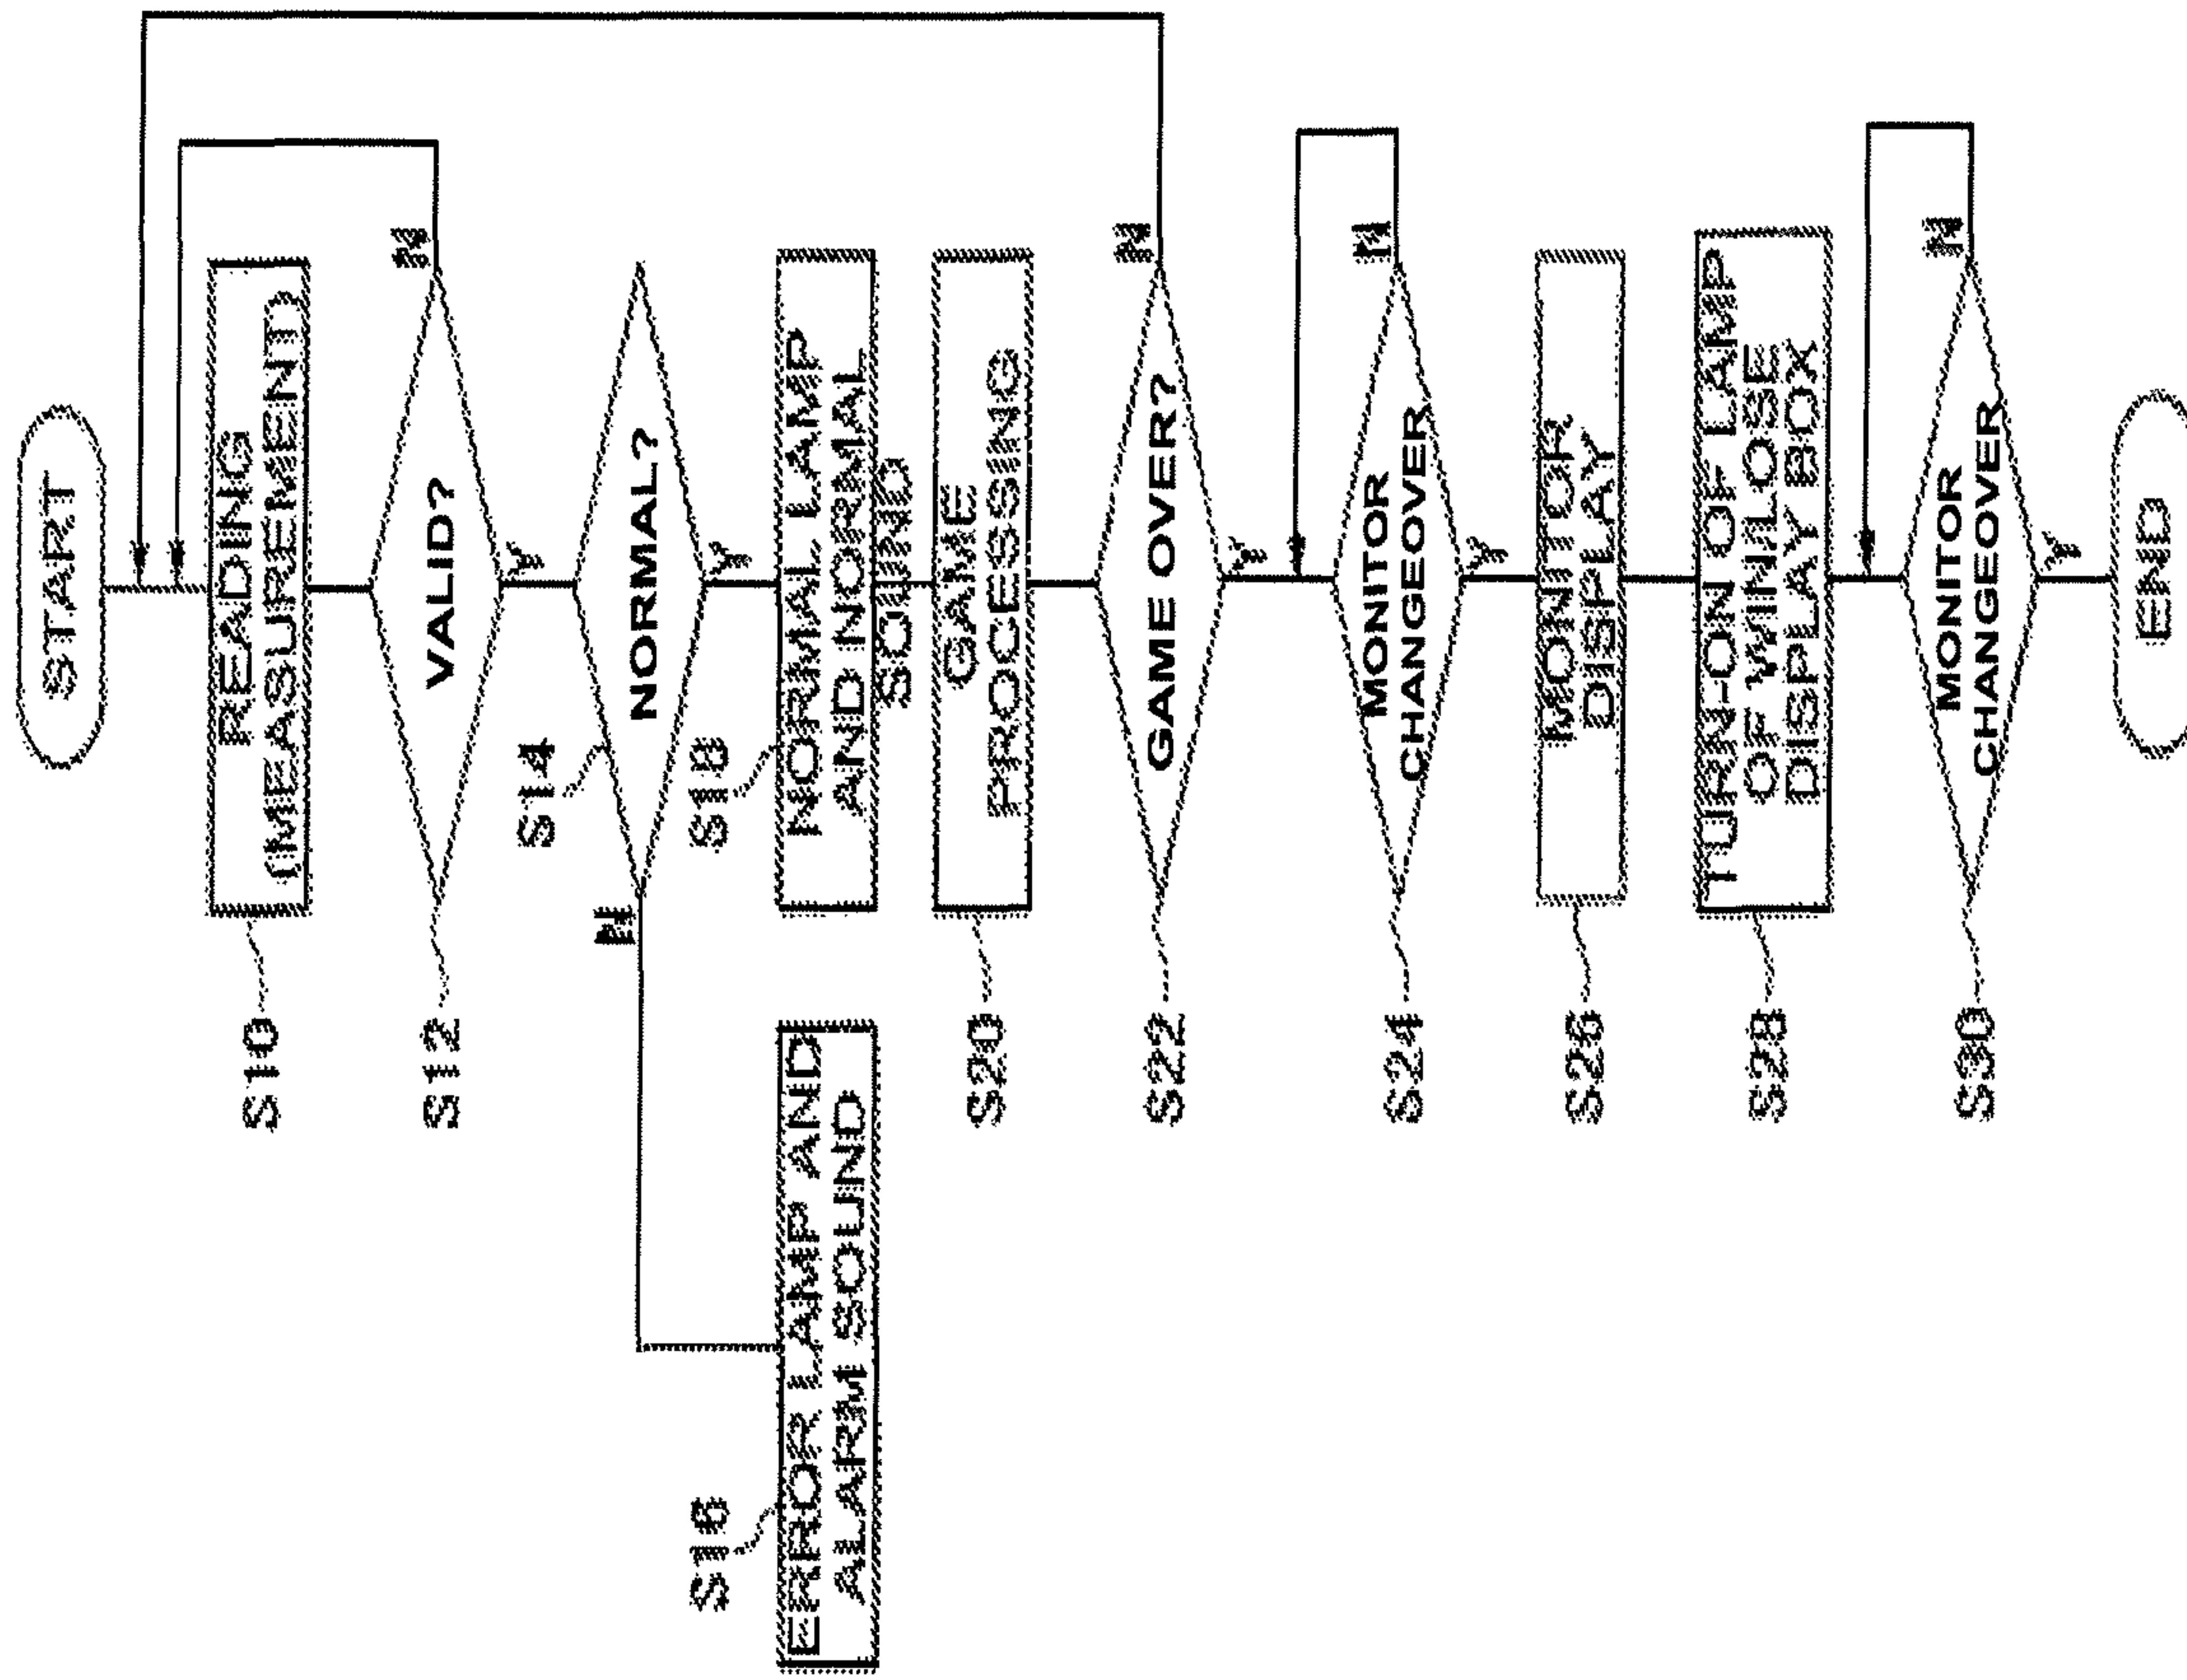 START
READING
(MEASUREMENT)
S10
VALID?
S12
N
Y
NORMAL?
S14
N
Y
ERROR LAMP AND
ALARM SOUND
S16
NORMAL LAMP
AND NORMAL
SOUND
S18
GAME
PROCESSING
S20
GAME OVER?
S22
N
Y
MONITOR
CHANGEOVER
S24
N
Y
MONITOR
DISPLAY
S26
TURN-ON OF LAMP
OF WIN/LOSE
DISPLAY BOX
S28
MONITOR
CHANGEOVER
S30
N
Y
END